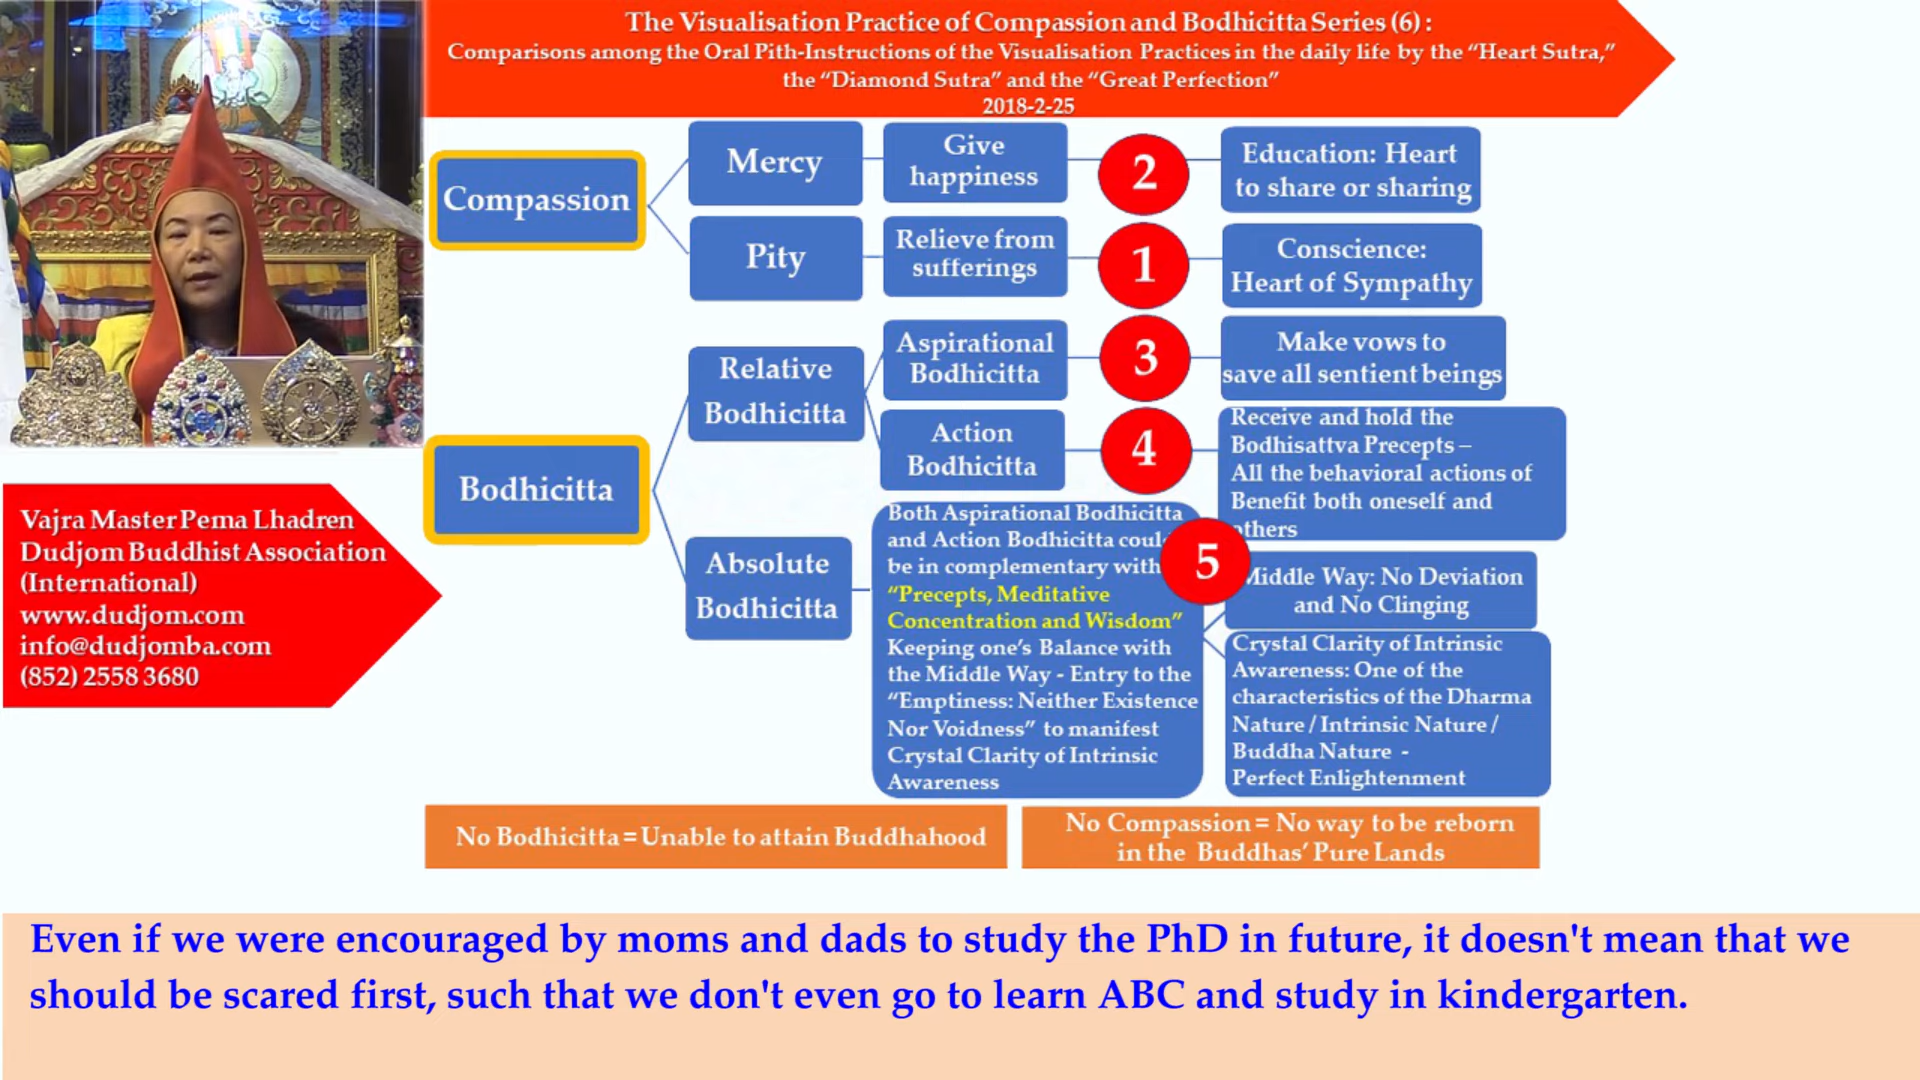 The Visualisation Practice of Compassion and Bodhicitta Series (6) :
Comparisons among the Oral Pith-Instructions of the Visualisation Practices in the daily life by the “Heart Sutra,”
the “Diamond Sutra” and the “Great Perfection”
2018-2-25
Compassion
Mercy
Give
happiness
2
Education: Heart
to share or sharing
Pity
Relieve from
sufferings
1
Conscience:
Heart of Sympathy
Bodhicitta
Relative
Bodhicitta
Aspirational
Bodhicitta
3
Make vows to
save all sentient beings
Action
Bodhicitta
4
Receive and hold the
Bodhisattva Precepts –
All the behavioral actions of
Benefit both oneself and
others
Absolute
Bodhicitta
Both Aspirational Bodhicitta
and Action Bodhicitta could
be in complementary with
“Precepts, Meditative
Concentration and Wisdom”
Keeping one’s Balance with
the Middle Way - Entry to the
“Emptiness: Neither Existence
Nor Voidness” to manifest
Crystal Clarity of Intrinsic
Awareness
5
Middle Way: No Deviation
and No Clinging
Crystal Clarity of Intrinsic
Awareness: One of the
characteristics of the Dharma
Nature / Intrinsic Nature /
Buddha Nature -
Perfect Enlightenment
Vajra Master Pema Lhadren
Dudjom Buddhist Association
(International)
www.dudjom.com
info@dudjomba.com
(852) 2558 3680
No Bodhicitta = Unable to attain Buddhahood
No Compassion = No way to be reborn
in the Buddhas’ Pure Lands
Even if we were encouraged by moms and dads to study the PhD in future, it doesn't mean that we
should be scared first, such that we don't even go to learn ABC and study in kindergarten.